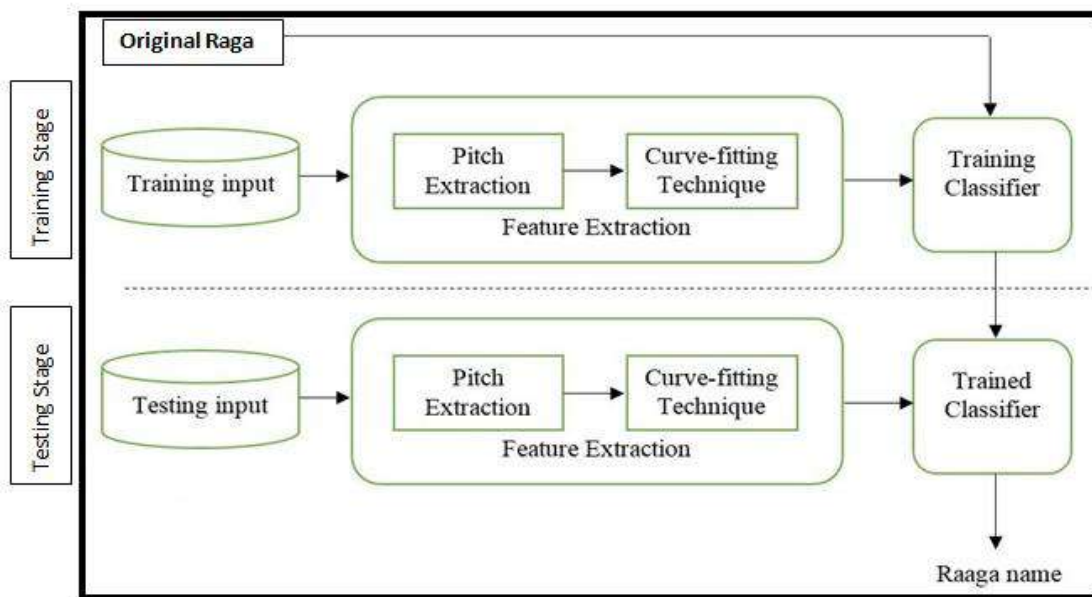 Original Raga
Training Stage
Training input
Pitch
Extraction
Curve-fitting
Technique
Feature Extraction
Training
Classifier
Testing Stage
Testing input
Pitch
Extraction
Curve-fitting
Technique
Feature Extraction
Trained
Classifier
Raaga name